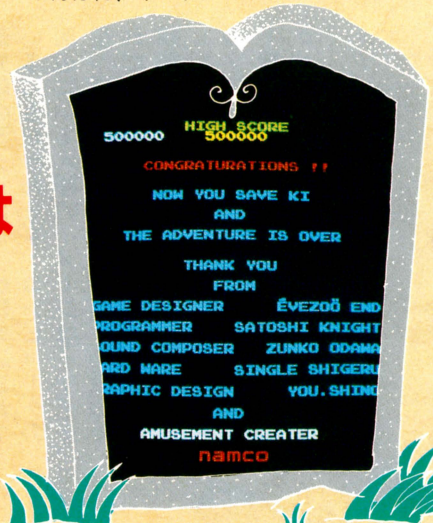 は
HIGH SCORE
500000 500000
CONGRATURATIONS !!
NOW YOU SAVE KI
AND
THE ADVENTURE IS OVER
THANK YOU
FROM
GAME DESIGNER ÉVEZOÖ END
PROGRAMMER SATOSHI KNIGHT
OUND COMPOSER ZUNKO ODAWA
ARD WARE SINGLE SHIGERU
RAPHIC DESIGN YOU.SHINO
AND
AMUSEMENT CREATER
namco